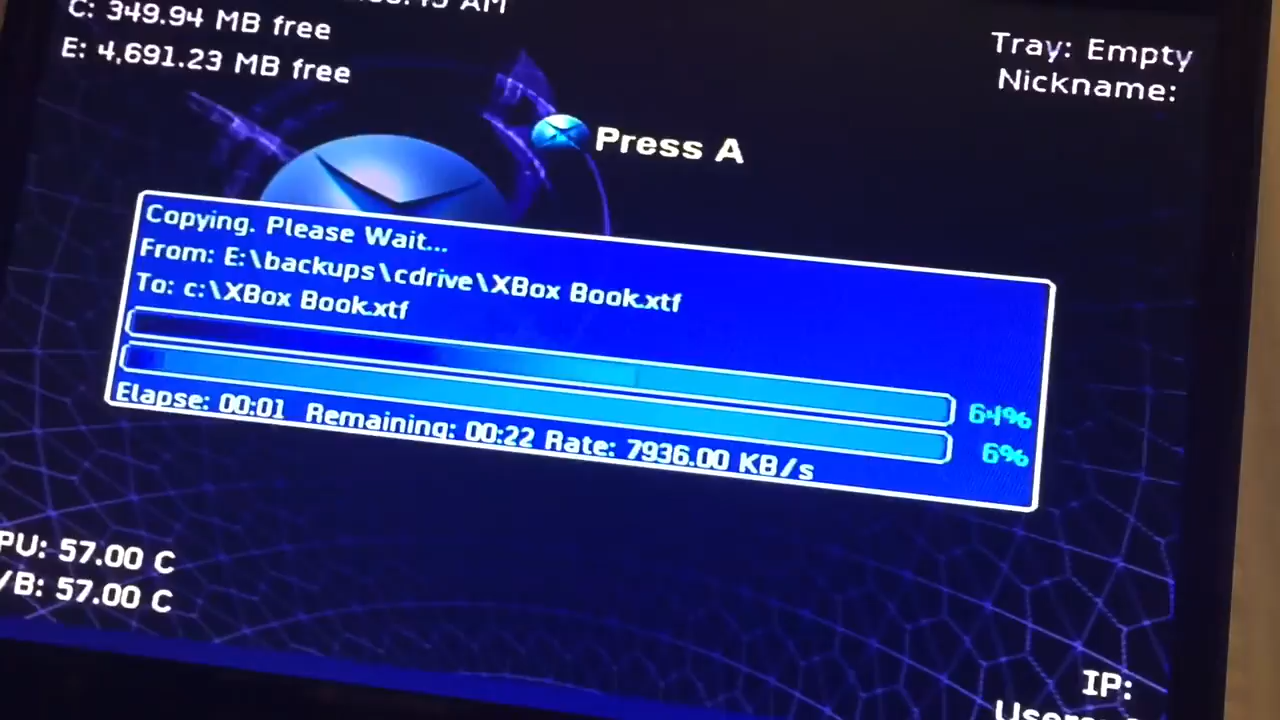 AM
C: 349.94 MB free
E: 4,691.23 MB free
Tray: Empty
Nickname:
Press A
Copying. Please Wait...
From: E:\backups\cdrive\XBox Book.xtf
To: c:\XBox Book.xtf
64%
6%
Elapse: 00:01 Remaining: 00:22 Rate: 7936.00 KB/s
PU: 57.00 C
/B: 57.00 C
IP: